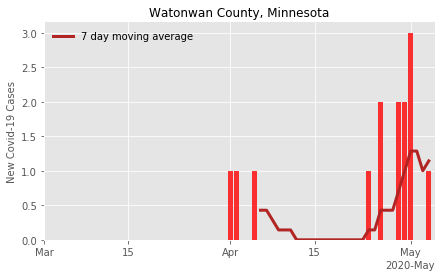 Watonwan County, Minnesota
7 day moving average
New Covid-19 Cases
3.0
2.5
2.0
1.5
1.0
0.5
0.0
Mar
15
Apr
15
May
2020-May